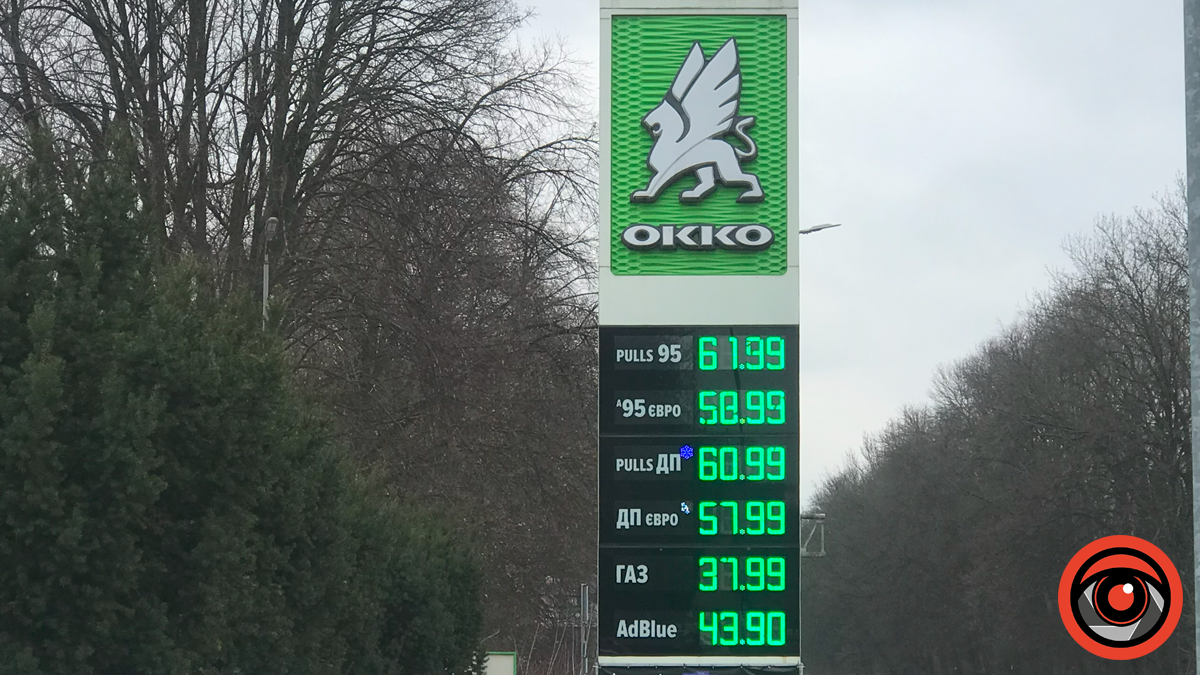 OKKO
PULLS 95 61.99
A95 ЄВРО 58.99
PULLS ДП 60.99
ДП ЄВРО 57.99
ГАЗ 37.99
AdBlue 43.90